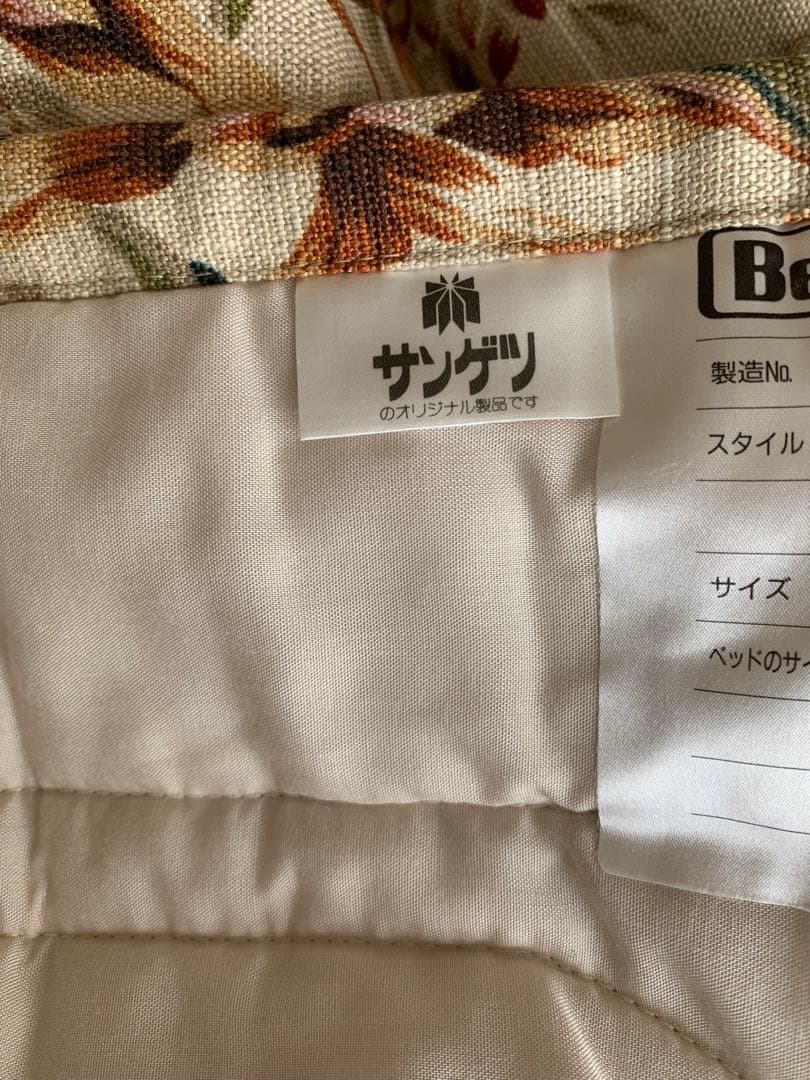 サンゲツ
のオリジナル製品です
Be
製造No.
スタイル
サイズ
ベッドのサイ